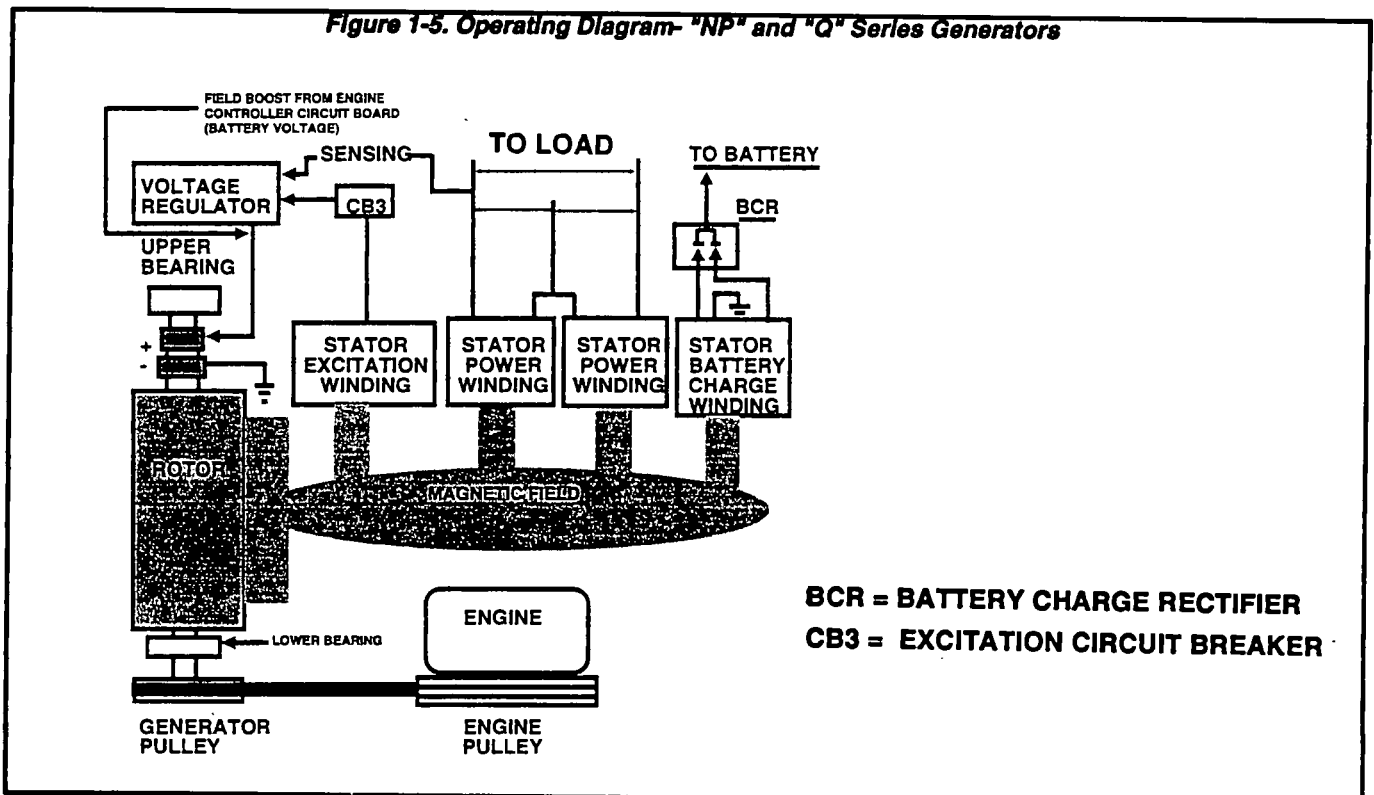 Figure 1-5. Operating Diagram- "NP" and "Q" Series Generators
FIELD BOOST FROM ENGINE
CONTROLLER CIRCUIT BOARD
(BATTERY VOLTAGE)
SENSING
TO LOAD
TO BATTERY
VOLTAGE
REGULATOR
CB3
BCR
UPPER
BEARING
+
-
STATOR
EXCITATION
WINDING
STATOR
POWER
WINDING
STATOR
POWER
WINDING
STATOR
BATTERY
CHARGE
WINDING
ROTOR
MAGNETIC FIELD
ENGINE
BCR = BATTERY CHARGE RECTIFIER
CB3 = EXCITATION CIRCUIT BREAKER
LOWER BEARING
GENERATOR
PULLEY
ENGINE
PULLEY